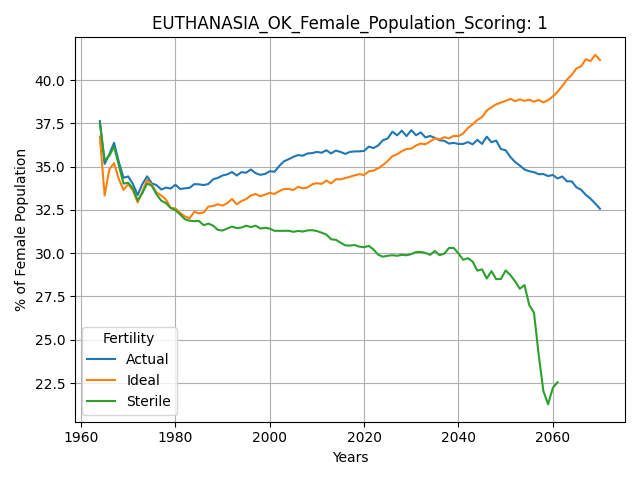 EUTHANASIA_OK_Female_Population_Scoring: 1
% of Female Population
40.0
37.5
35.0
32.5
30.0
27.5
25.0
22.5
Fertility
Actual
Ideal
Sterile
1960
1980
2000
2020
2040
2060
Years